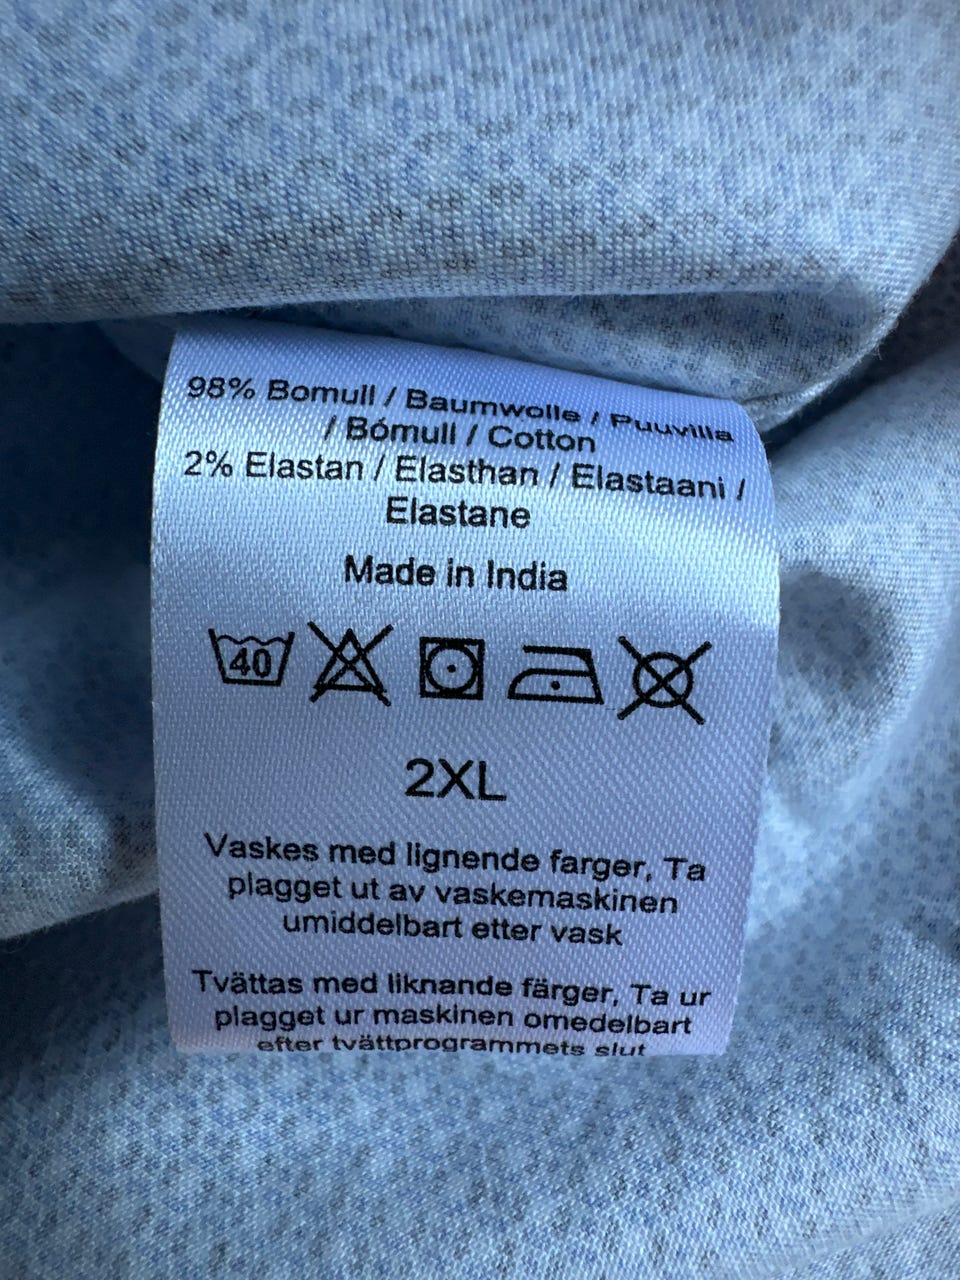 98% Bomull / Baumwolle / Puuvilla
/ Bómull / Cotton
2% Elastan / Elasthan / Elastaani /
Elastane
Made in India
40
2XL
Vaskes med lignende farger, Ta
plagget ut av vaskemaskinen
umiddelbart etter vask
Tvättas med liknande färger, Ta ur
plagget ur maskinen omedelbart
efter tvättprogrammets slut